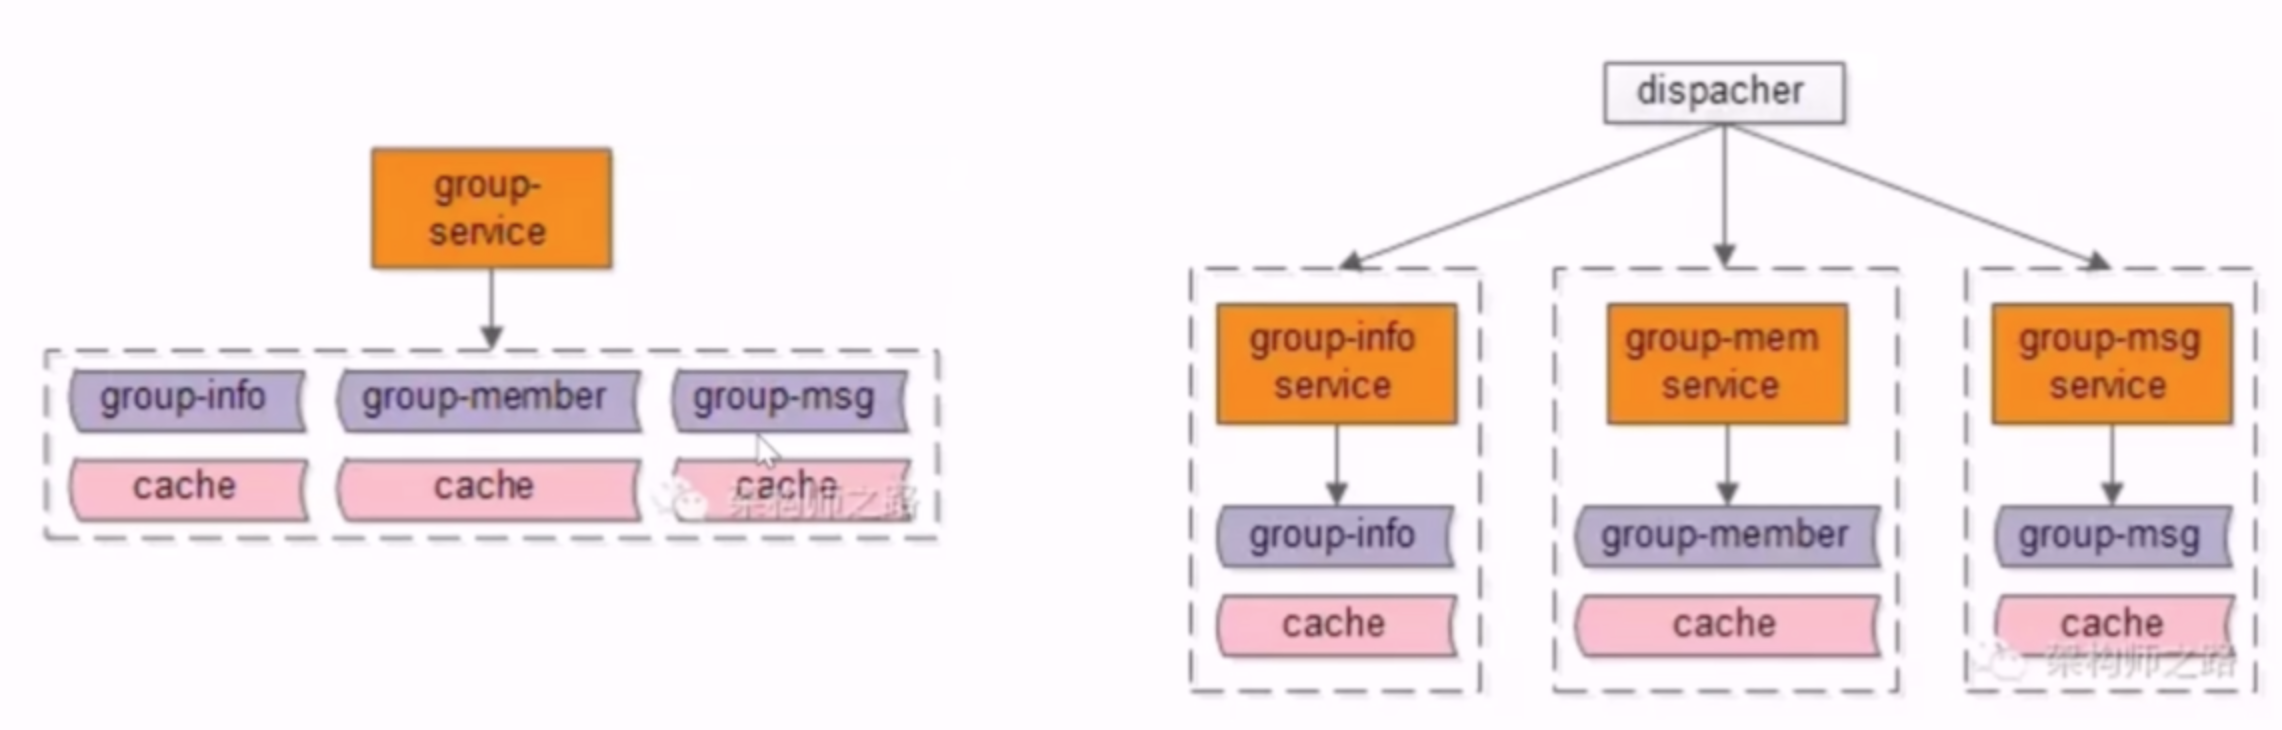 group-
service
group-info
group-member
group-msg
cache
cache
cache
架构师之路
dispacher
group-info
service
group-mem
service
group-msg
service
group-info
group-member
group-msg
cache
cache
cache
架构师之路